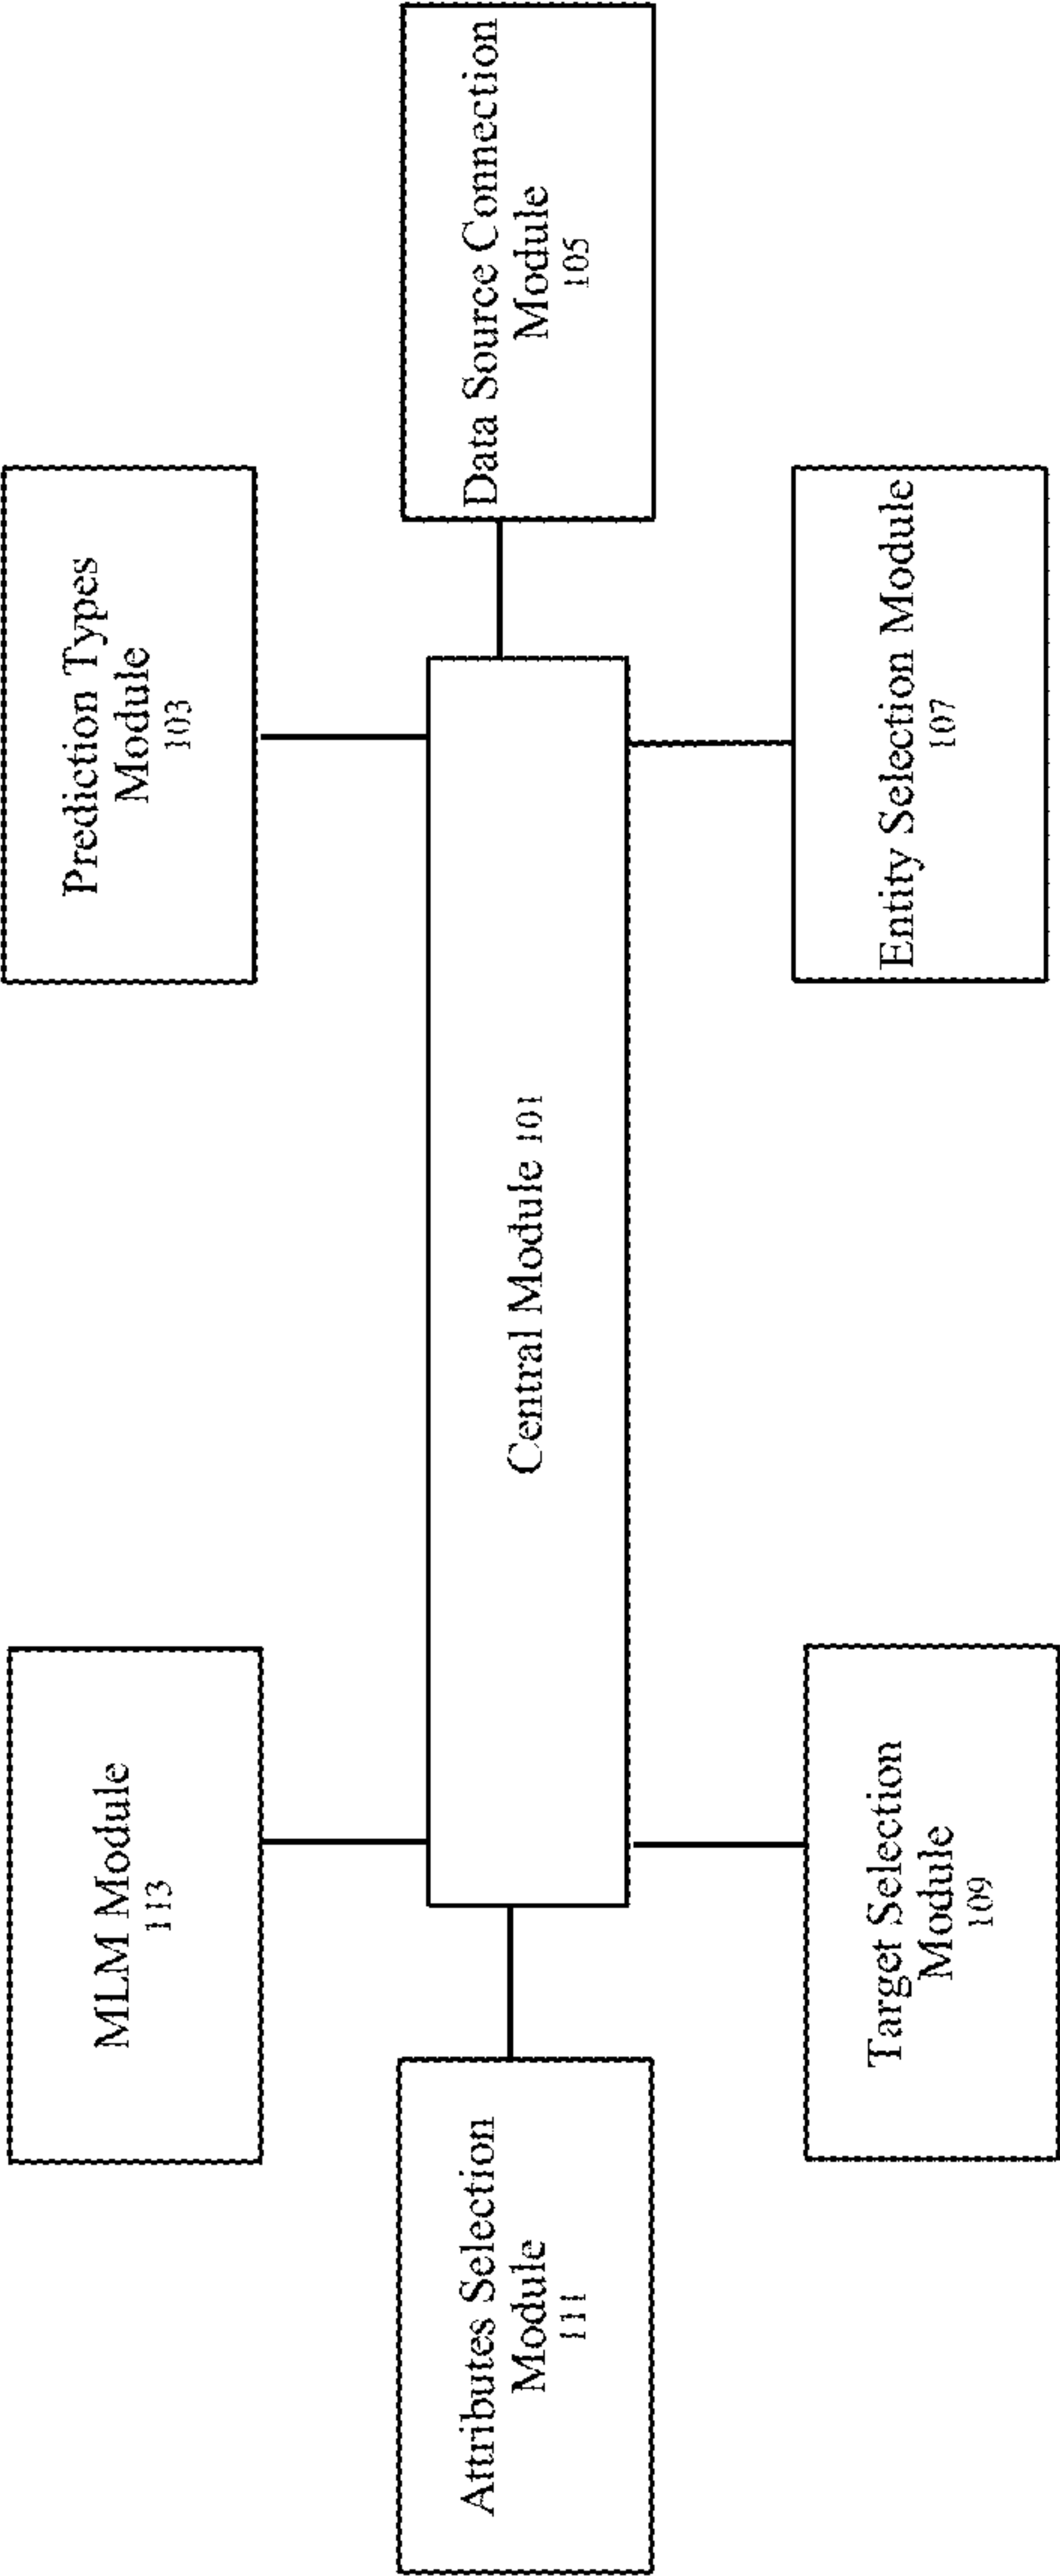 MLM Module
113
Prediction Types
Module
103
Attributes Selection
Module
111
Central Module 101
Data Source Connection
Module
105
Target Selection
Module
109
Entity Selection Module
107